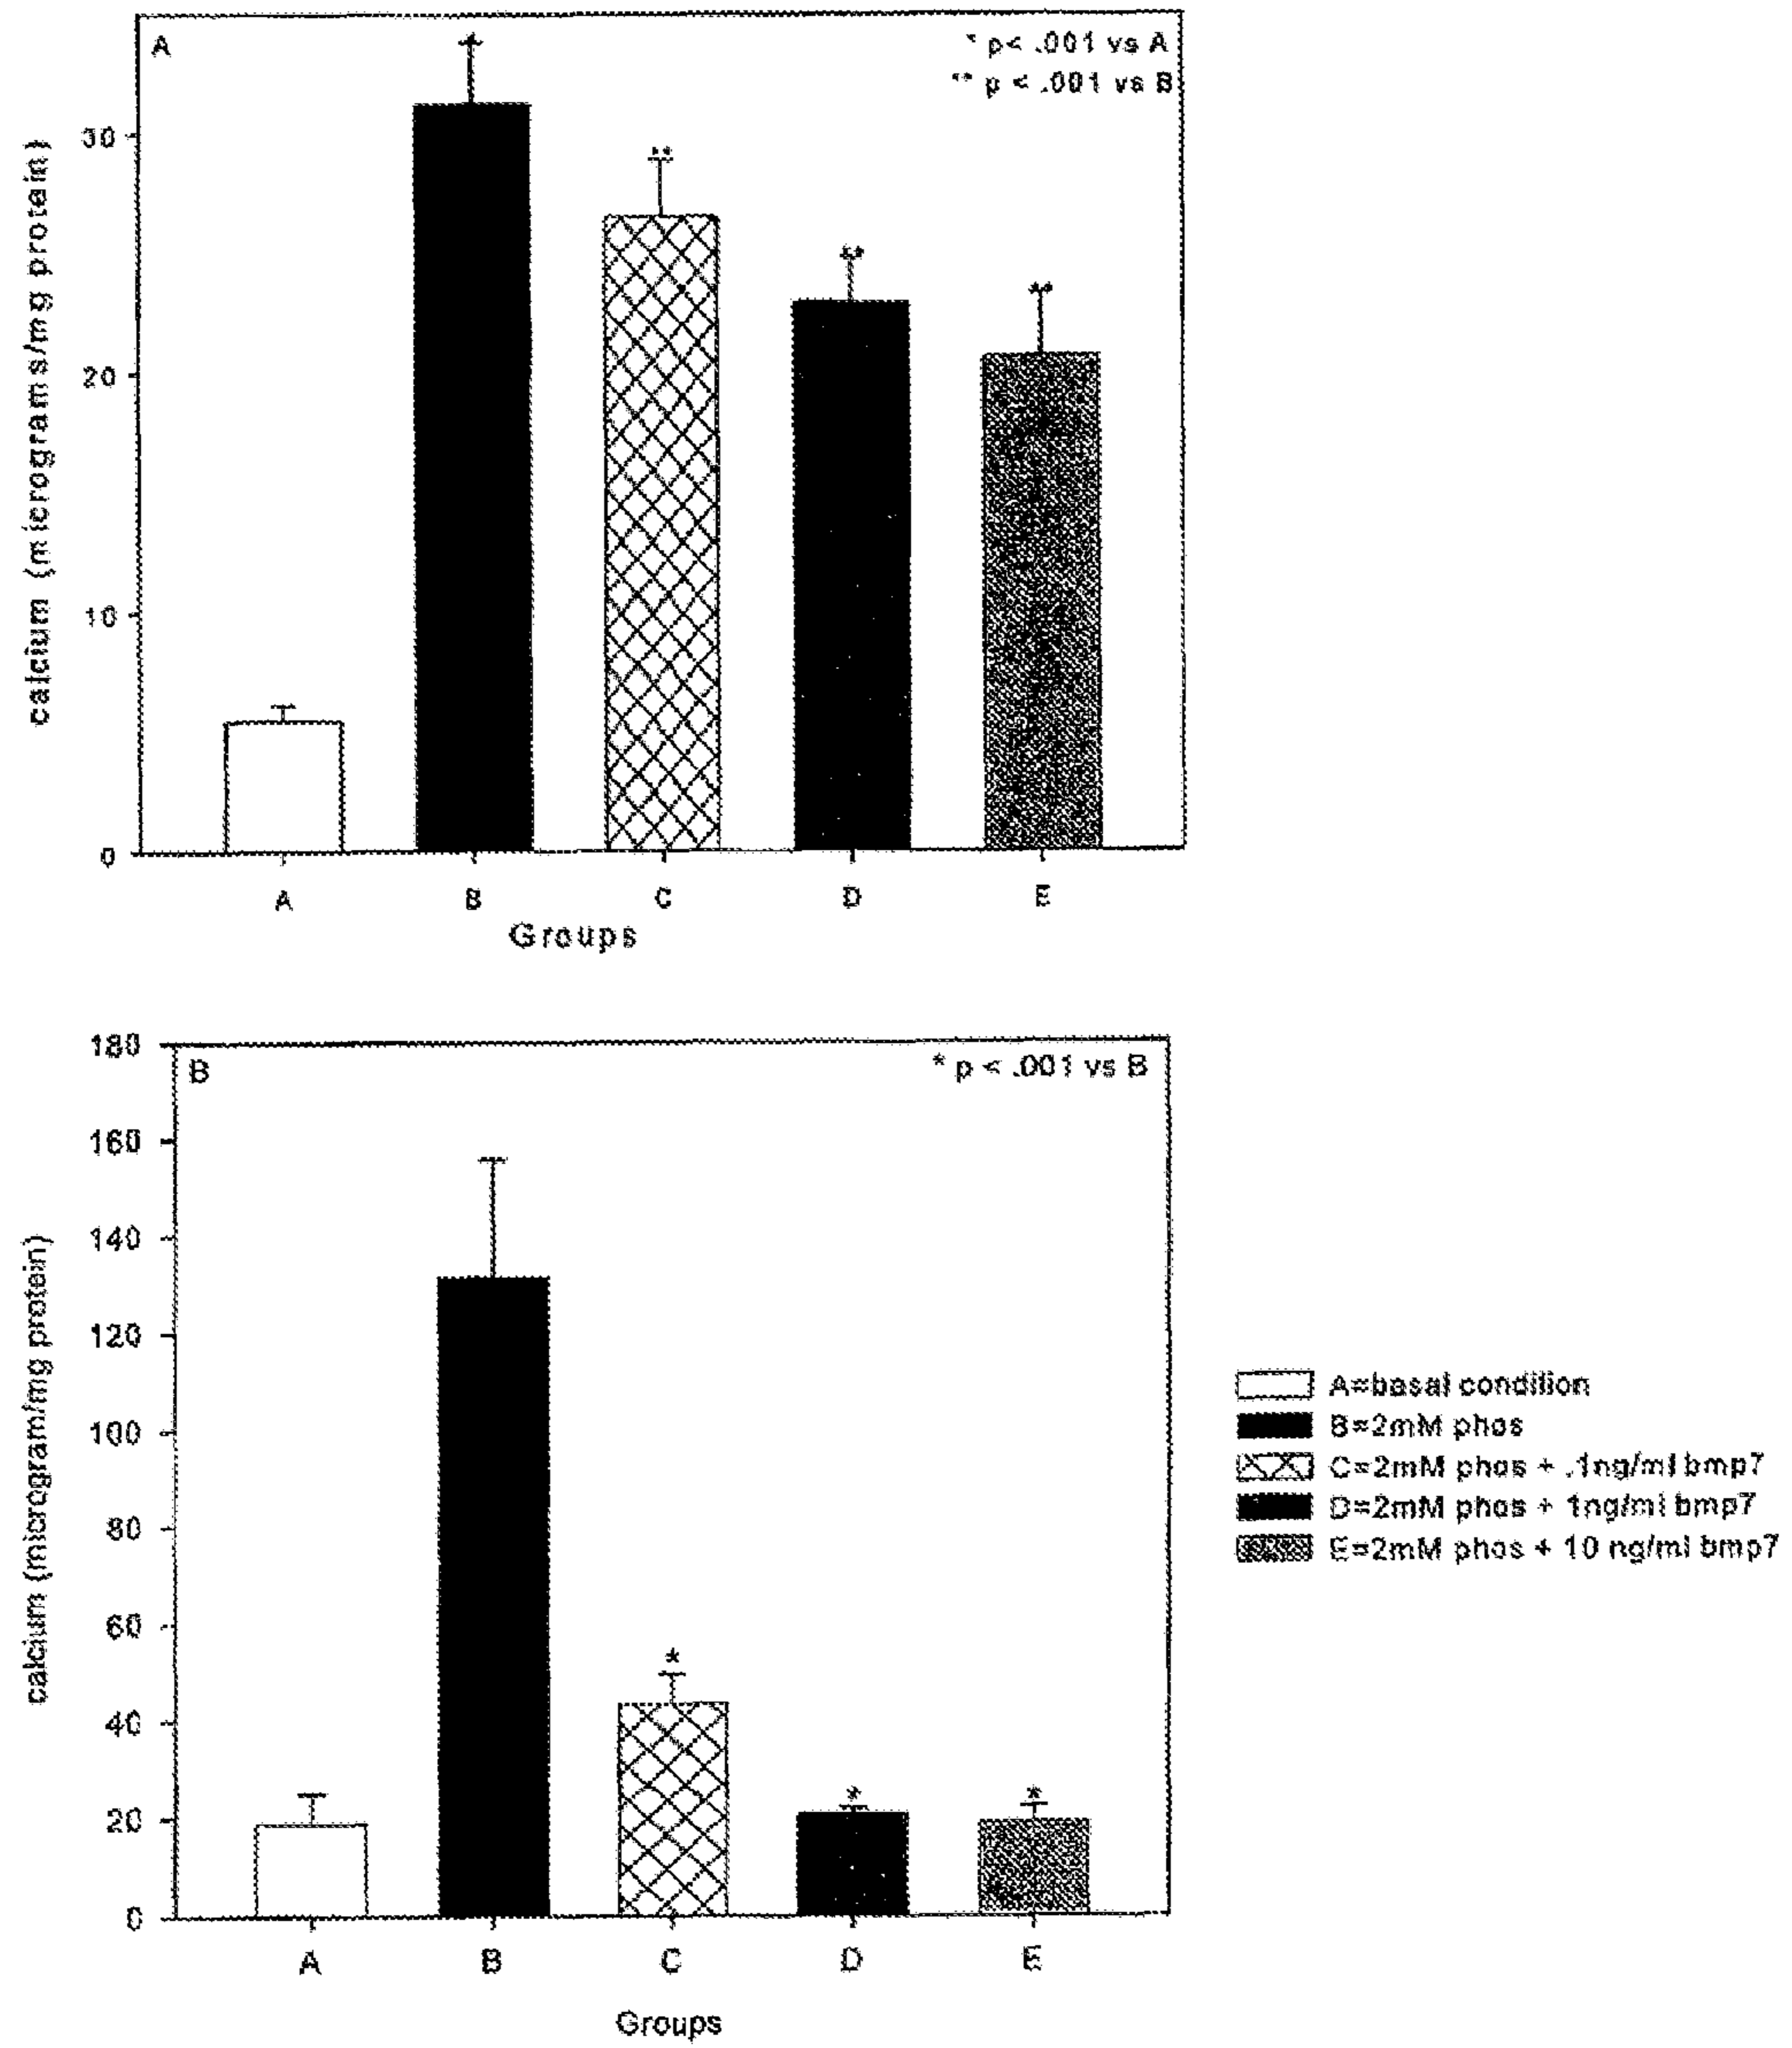 A
* p< .001 vs A
** p < .001 vs B
calcium (micrograms/mg protein)
30
20
10
0
*
**
**
**
A B C D E
Groups
B
* p < .001 vs B
calcium (microgram/mg protein)
180
160
140
120
100
80
60
40
20
0
*
*
*
A B C D E
Groups
A=basal condition
B=2mM phos
C=2mM phos + .1ng/ml bmp7
D=2mM phos + 1ng/ml bmp7
E=2mM phos + 10 ng/ml bmp7